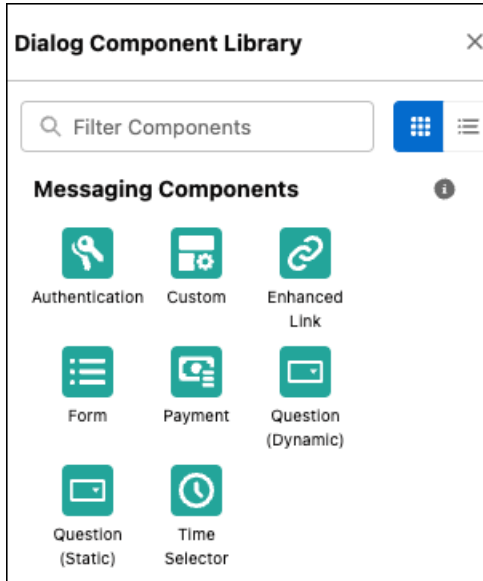 Dialog Component Library
Filter Components
Messaging Components
Authentication
Custom
Enhanced
Link
Form
Payment
Question
(Dynamic)
Question
(Static)
Time
Selector